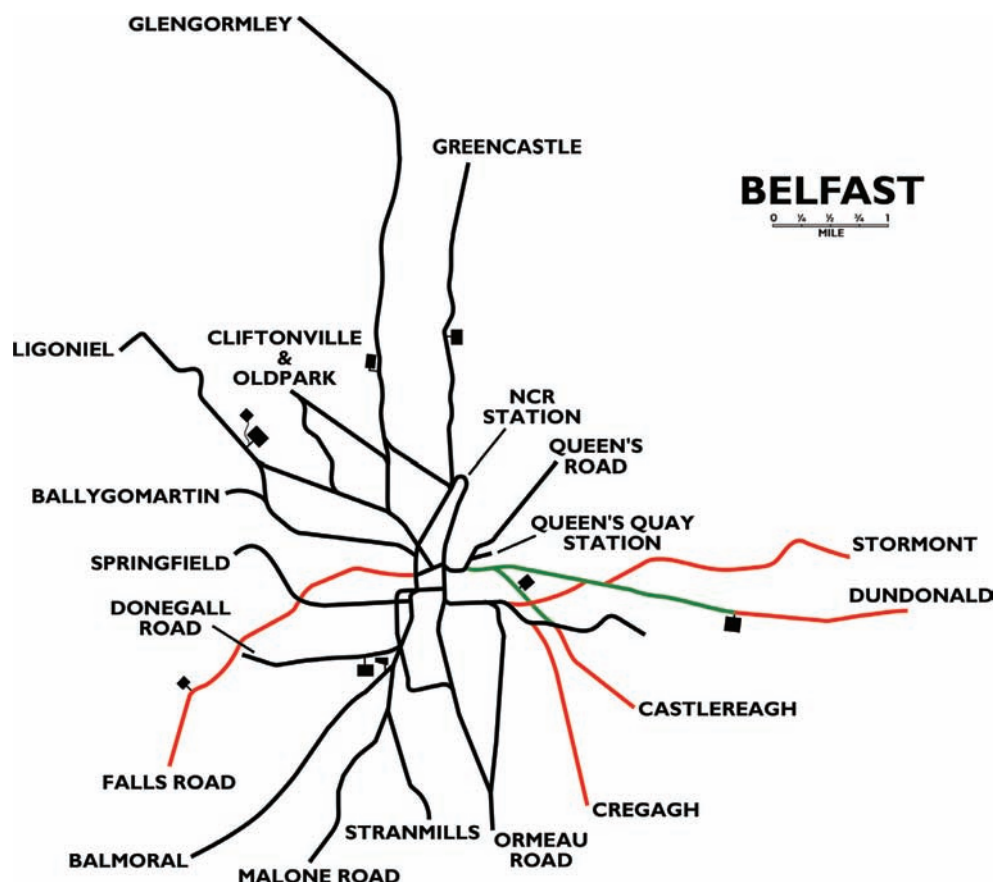 GLENGORMLEY
GREENCASTLE
BELFAST
0 ¼ ½ ¾ 1
MILE
LIGONIEL
CLIFTONVILLE
&
OLDPARK
NCR
STATION
QUEEN'S
ROAD
BALLYGOMARTIN
QUEEN'S QUAY
STATION
SPRINGFIELD
STORMONT
DONEGALL
ROAD
DUNDONALD
CASTLEREAGH
FALLS ROAD
CREGAGH
STRANMILLS
ORMEAU
ROAD
BALMORAL
MALONE ROAD